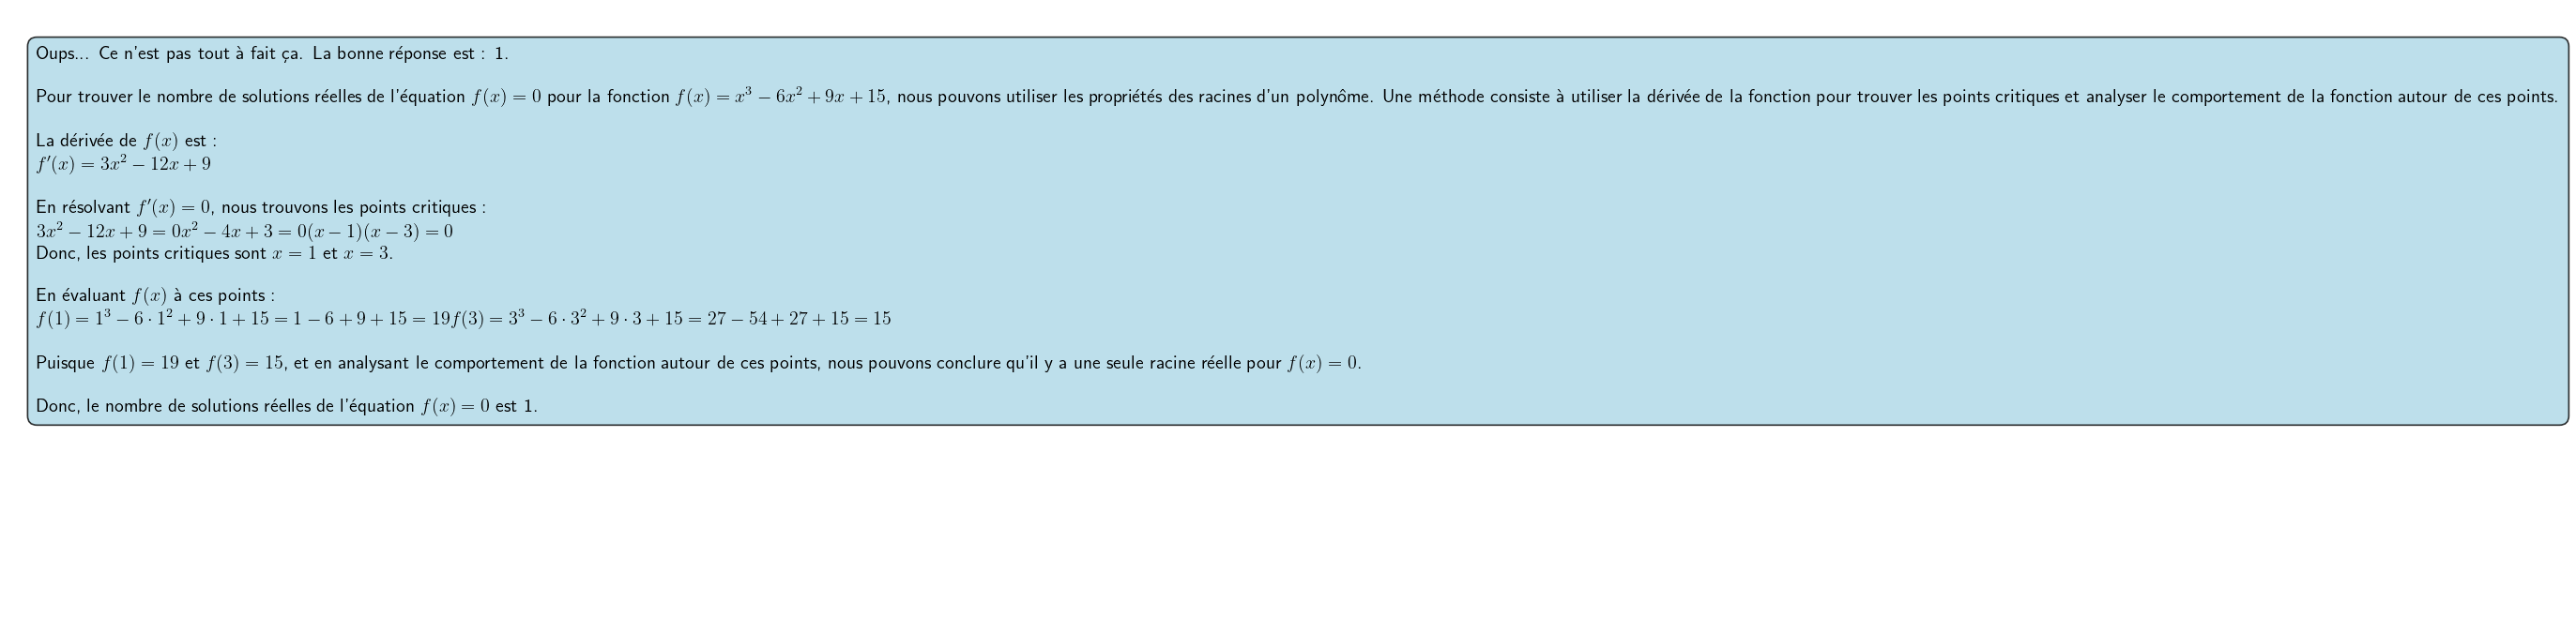 Oups... Ce n'est pas tout à fait ça. La bonne réponse est : 1.
Pour trouver le nombre de solutions réelles de l'équation $f(x) = 0$ pour la fonction $f(x) = x^3 - 6x^2 + 9x + 15$, nous pouvons utiliser les propriétés des racines d'un polynôme. Une méthode consiste à utiliser la dérivée de la fonction pour trouver les points critiques et analyser le comportement de la fonction autour de ces points.
La dérivée de $f(x)$ est :
$f'(x) = 3x^2 - 12x + 9$
En résolvant $f'(x) = 0$, nous trouvons les points critiques :
$3x^2 - 12x + 9 = 0x^2 - 4x + 3 = 0(x - 1)(x - 3) = 0$
Donc, les points critiques sont $x = 1$ et $x = 3$.
En évaluant $f(x)$ à ces points :
$f(1) = 1^3 - 6 \cdot 1^2 + 9 \cdot 1 + 15 = 1 - 6 + 9 + 15 = 19f(3) = 3^3 - 6 \cdot 3^2 + 9 \cdot 3 + 15 = 27 - 54 + 27 + 15 = 15$
Puisque $f(1) = 19$ et $f(3) = 15$, et en analysant le comportement de la fonction autour de ces points, nous pouvons conclure qu'il y a une seule racine réelle pour $f(x) = 0$.
Donc, le nombre de solutions réelles de l'équation $f(x) = 0$ est 1.